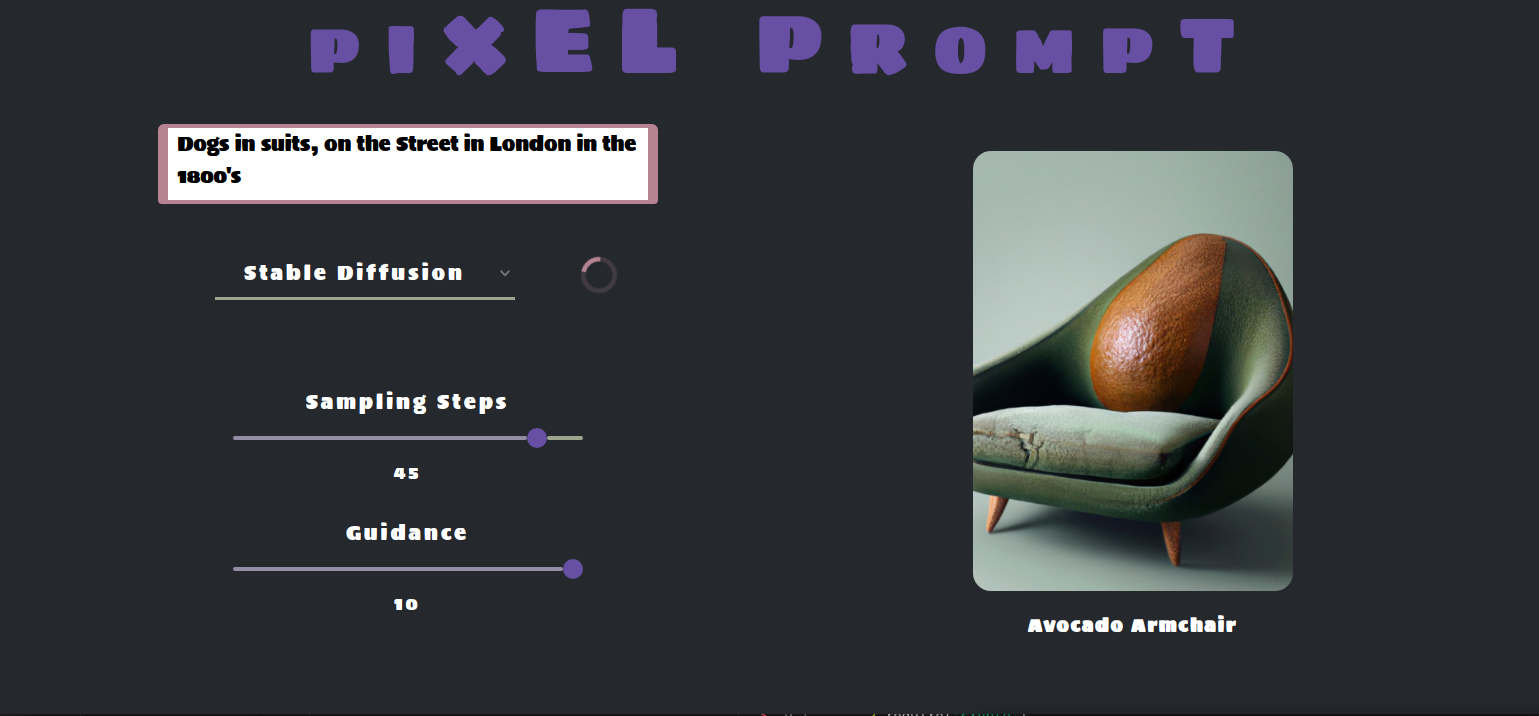 PIXEL PROMPT
Dogs in suits, on the Street in London in the
1800's
Stable Diffusion
Sampling Steps
45
Guidance
10
Avocado Armchair